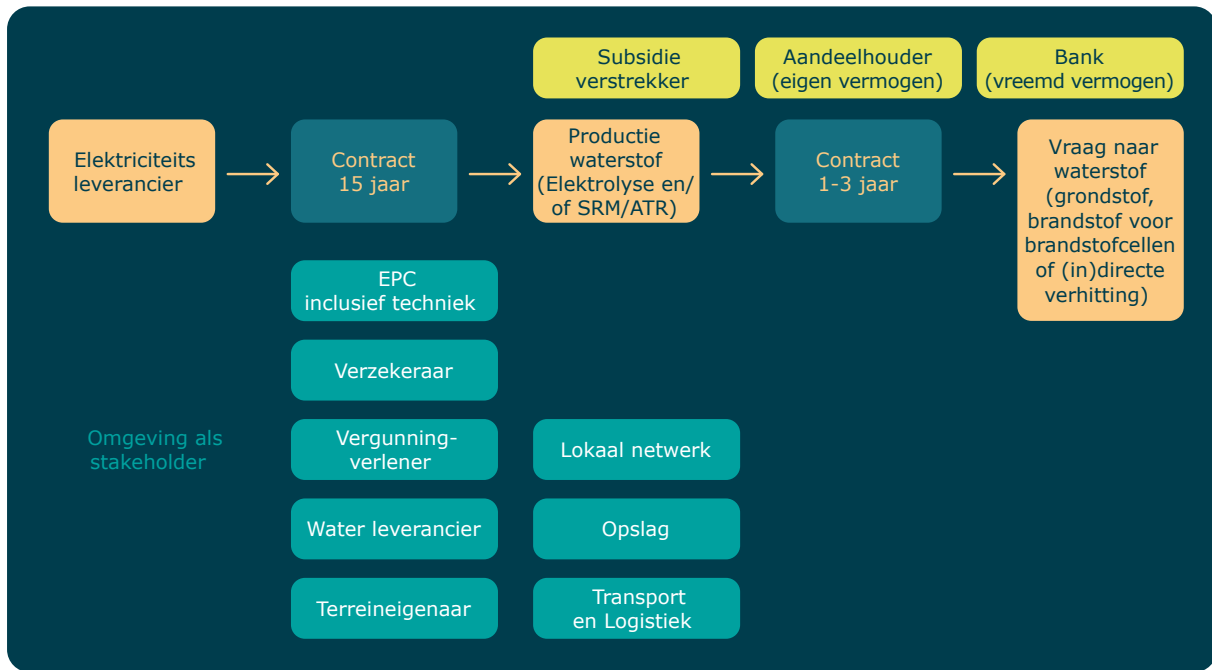 Subsidie
verstrekker
Aandeelhouder
(eigen vermogen)
Bank
(vreemd vermogen)
Elektriciteits
leverancier
Contract
15 jaar
Productie
waterstof
(Elektrolyse en/
of SRM/ATR)
Contract
1-3 jaar
Vraag naar
waterstof
(grondstof,
brandstof voor
brandstofcellen
of (in)directe
verhitting)
EPC
inclusief techniek
Verzekeraar
Omgeving als
stakeholder
Vergunning-
verlener
Lokaal netwerk
Water leverancier
Opslag
Terreineigenaar
Transport
en Logistiek